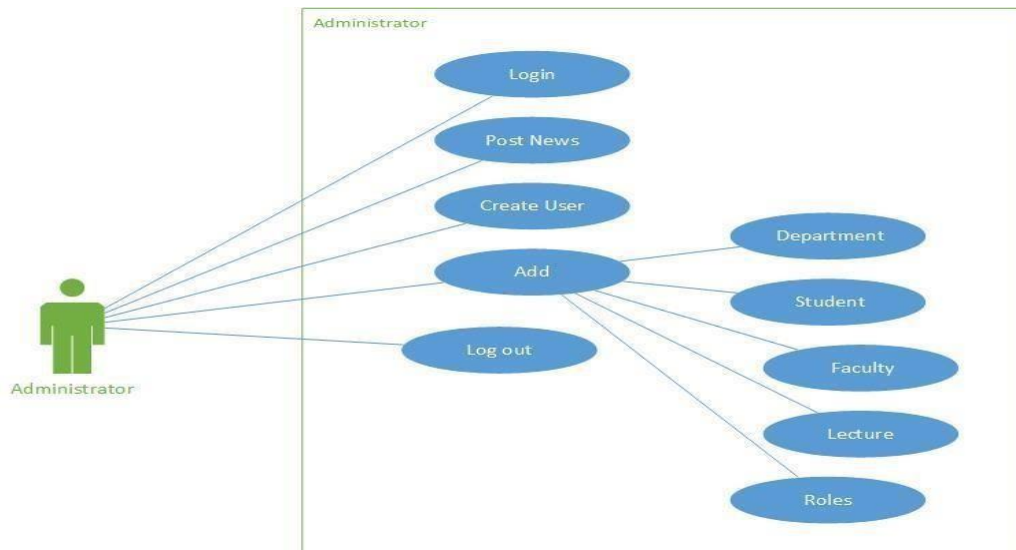 Administrator
Login
Post News
Create User
Department
Add
Student
Log out
Faculty
Administrator
Lecture
Roles